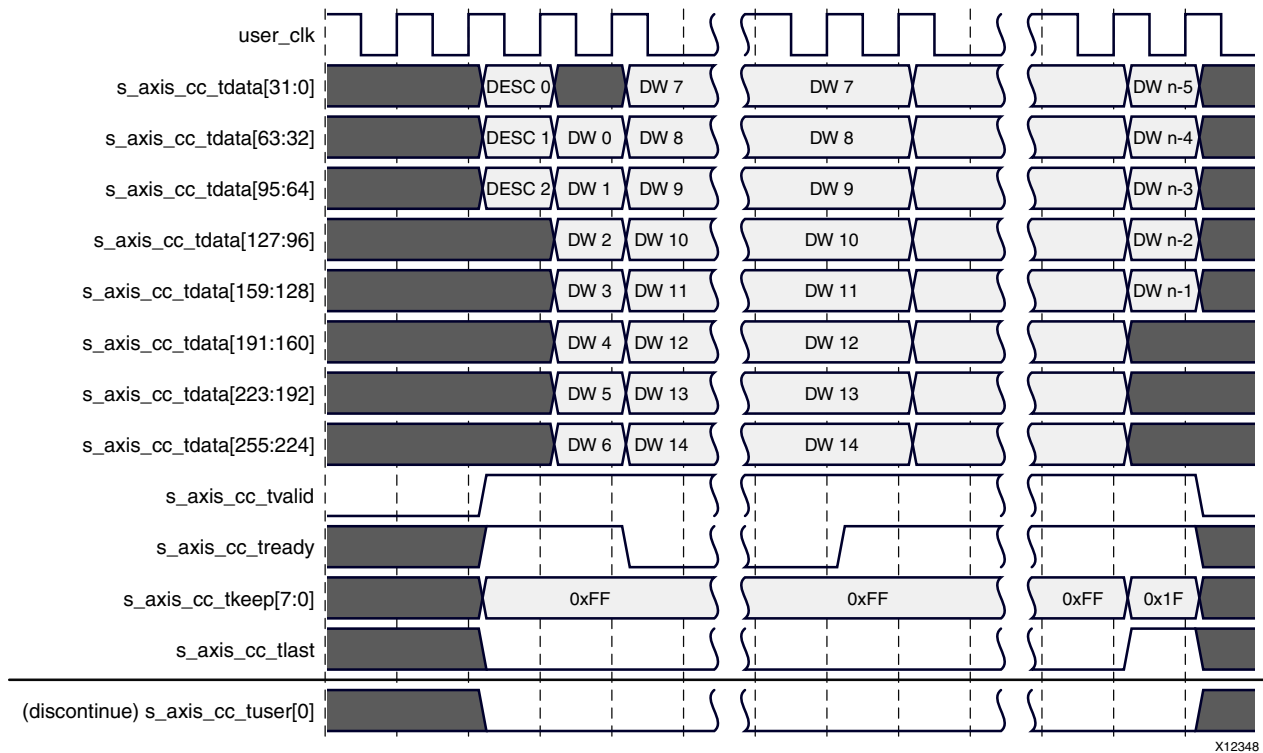 user_clk
s_axis_cc_tdata[31:0] DESC 0 DW 7 DW 7 DW n-5
s_axis_cc_tdata[63:32] DESC 1 DW 0 DW 8 DW 8 DW n-4
s_axis_cc_tdata[95:64] DESC 2 DW 1 DW 9 DW 9 DW n-3
s_axis_cc_tdata[127:96] DW 2 DW 10 DW 10 DW n-2
s_axis_cc_tdata[159:128] DW 3 DW 11 DW 11 DW n-1
s_axis_cc_tdata[191:160] DW 4 DW 12 DW 12
s_axis_cc_tdata[223:192] DW 5 DW 13 DW 13
s_axis_cc_tdata[255:224] DW 6 DW 14 DW 14
s_axis_cc_tvalid
s_axis_cc_tready
s_axis_cc_tkeep[7:0] 0xFF 0xFF 0xFF 0x1F
s_axis_cc_tlast
(discontinue) s_axis_cc_tuser[0]
X12348